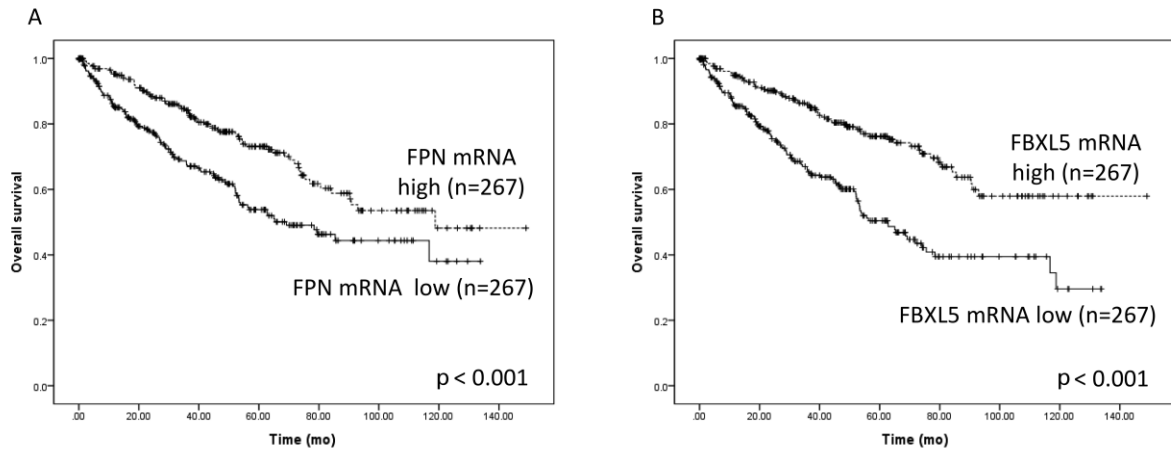 A
Overall survival
1.0
0.8
0.6
0.4
0.2
0.0
FPN mRNA
high (n=267)
FPN mRNA low (n=267)
p < 0.001
.00 20.00 40.00 60.00 80.00 100.00 120.00 140.00
Time (mo)
B
Overall survival
1.0
0.8
0.6
0.4
0.2
0.0
FBXL5 mRNA
high (n=267)
FBXL5 mRNA low (n=267)
p < 0.001
.00 20.00 40.00 60.00 80.00 100.00 120.00 140.00
Time (mo)